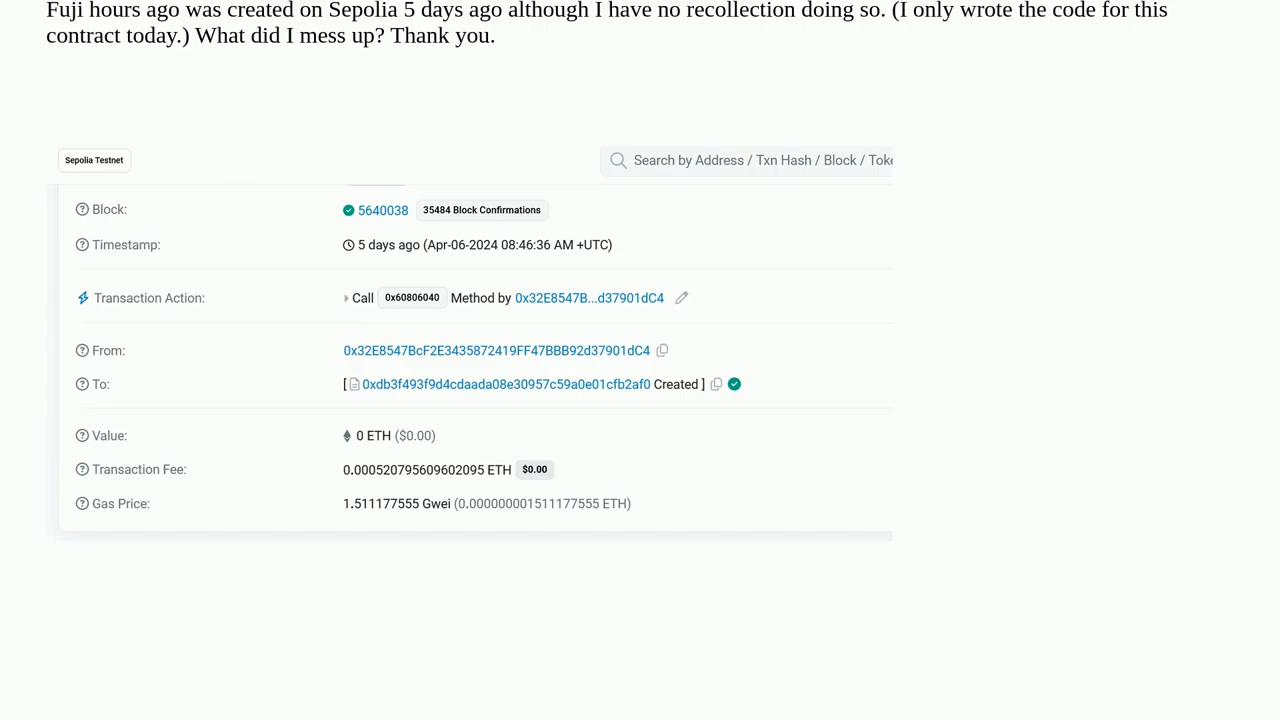 Fuji hours ago was created on Sepolia 5 days ago although I have no recollection doing so. (I only wrote the code for this
contract today.) What did I mess up? Thank you.
Sepolia Testnet
Search by Address / Txn Hash / Block / Toke
Block: 5640038 35484 Block Confirmations
Timestamp: 5 days ago (Apr-06-2024 08:46:36 AM +UTC)
Transaction Action: Call 0x60806040 Method by 0x32E8547B...d37901dC4
From: 0x32E8547BcF2E3435872419FF47BBB92d37901dC4
To: [ 0xdb3f493f9d4cdaada08e30957c59a0e01cfb2af0 Created ]
Value: 0 ETH ($0.00)
Transaction Fee: 0.000520795609602095 ETH $0.00
Gas Price: 1.511177555 Gwei (0.000000001511177555 ETH)